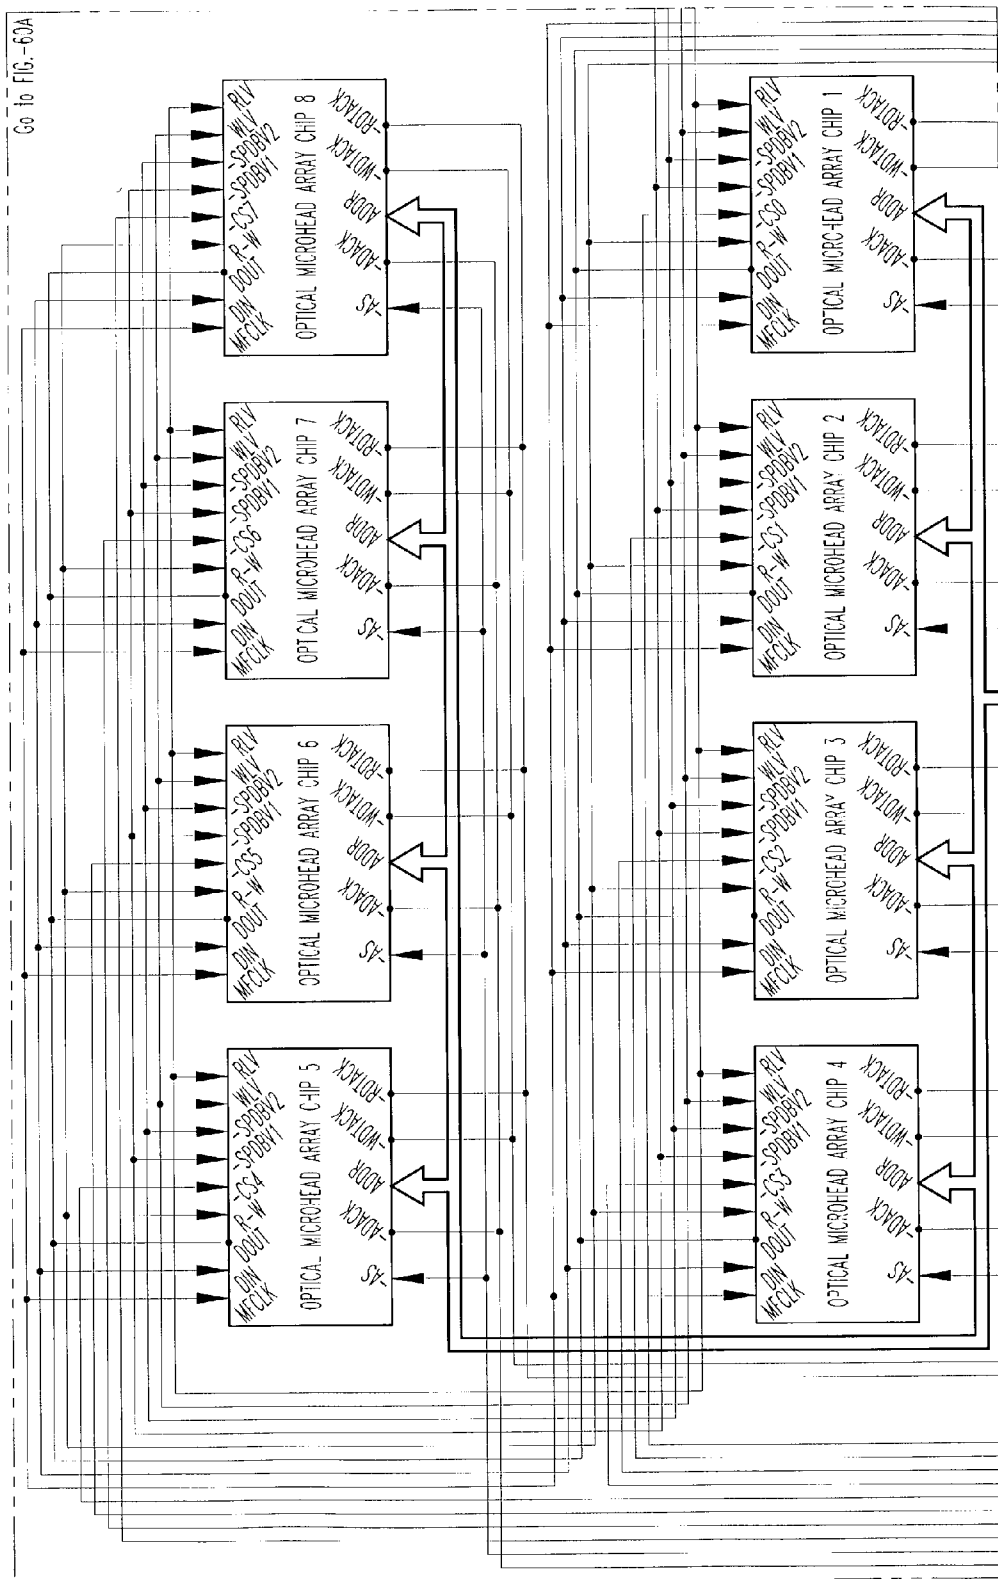 Go to FIG.-60A
RLV
WLV
-SPDBV2
-SPDBV1
-CS7
R-W
DOUT
DIN
MFCLK
OPTICAL MICROHEAD ARRAY CHIP 8
-RDTACK
-WDTACK
ADDR
-ADACK
-AS
RLV
WLV
-SPDBV2
-SPDBV1
-CS6
R-W
DOUT
DIN
MFCLK
OPTICAL MICROHEAD ARRAY CHIP 7
-RDTACK
-WDTACK
ADDR
-ADACK
-AS
RLV
WLV
-SPDBV2
-SPDBV1
-CS5
R-W
DOUT
DIN
MFCLK
OPTICAL MICROHEAD ARRAY CHIP 6
-RDTACK
-WDTACK
ADDR
-ADACK
-AS
RLV
WLV
-SPDBV2
-SPDBV1
-CS4
R-W
DOUT
DIN
MFCLK
OPTICAL MICROHEAD ARRAY CHIP 5
-RDTACK
-WDTACK
ADDR
-ADACK
-AS
RLV
WLV
-SPDBV2
-SPDBV1
-CS0
R-W
DOUT
DIN
MFCLK
OPTICAL MICROHEAD ARRAY CHIP 1
-RDTACK
-WDTACK
ADDR
-ADACK
-AS
RLV
WLV
-SPDBV2
-SPDBV1
-CS1
R-W
DOUT
DIN
MFCLK
OPTICAL MICROHEAD ARRAY CHIP 2
-RDTACK
-WDTACK
ADDR
-ADACK
-AS
RLV
WLV
-SPDBV2
-SPDBV1
-CS2
R-W
DOUT
DIN
MFCLK
OPTICAL MICROHEAD ARRAY CHIP 3
-RDTACK
-WDTACK
ADDR
-ADACK
-AS
RLV
WLV
-SPDBV2
-SPDBV1
-CS3
R-W
DOUT
DIN
MFCLK
OPTICAL MICROHEAD ARRAY CHIP 4
-RDTACK
-WDTACK
ADDR
-ADACK
-AS